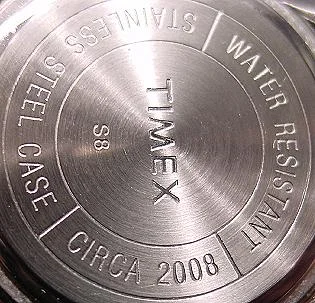 TIMEX
S8
STAINLESS STEEL CASE
WATER RESISTANT
CIRCA 2008